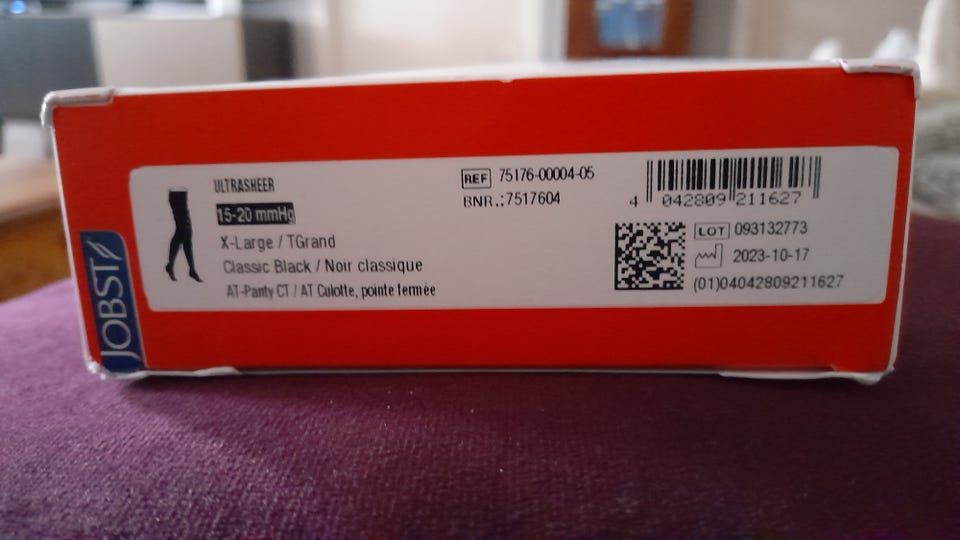 JOBST
ULTRASHEER
15-20 mmHg
X-Large / TGrand
Classic Black / Noir classique
AT-Panty CT / AT Culotte, pointe fermée
REF 75176-00004-05
BNR.:7517604
4 042809 211627
LOT 093132773
2023-10-17
(01)04042809211627